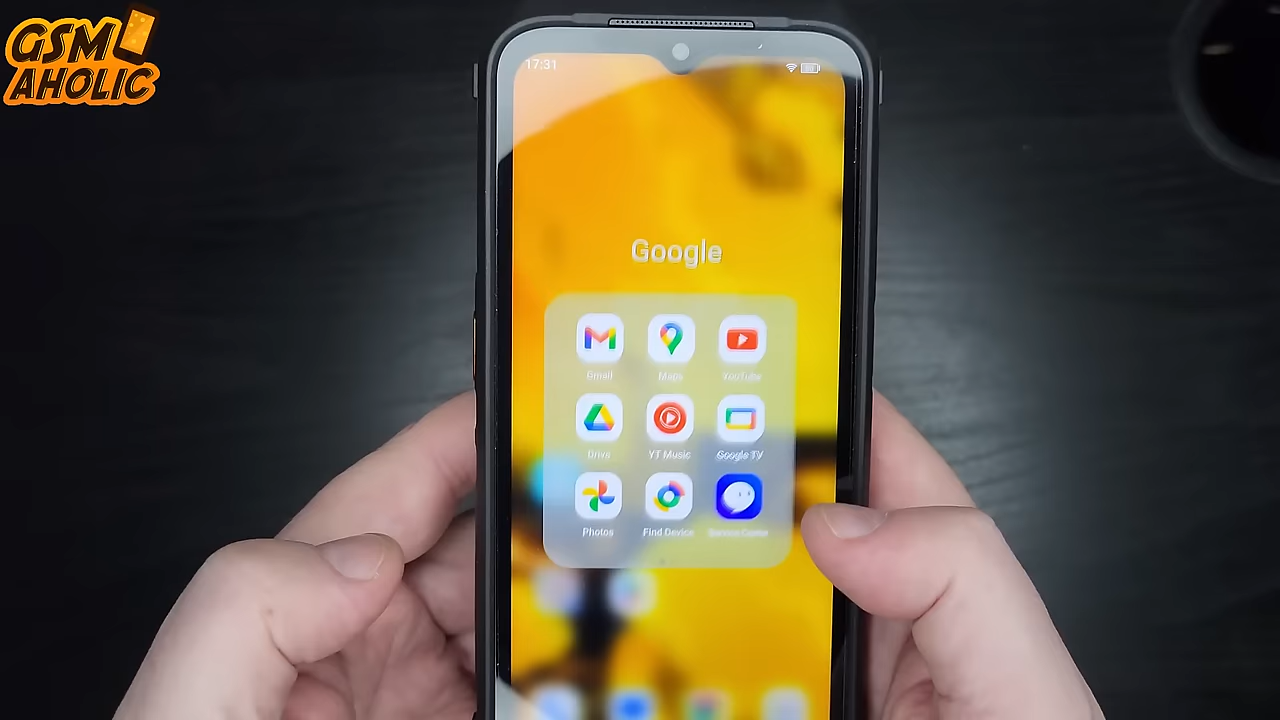 GSM
AHOLIC
17:31
Google
Gmail
Maps
YouTube
Drive
YT Music
Google TV
Photos
Find Device